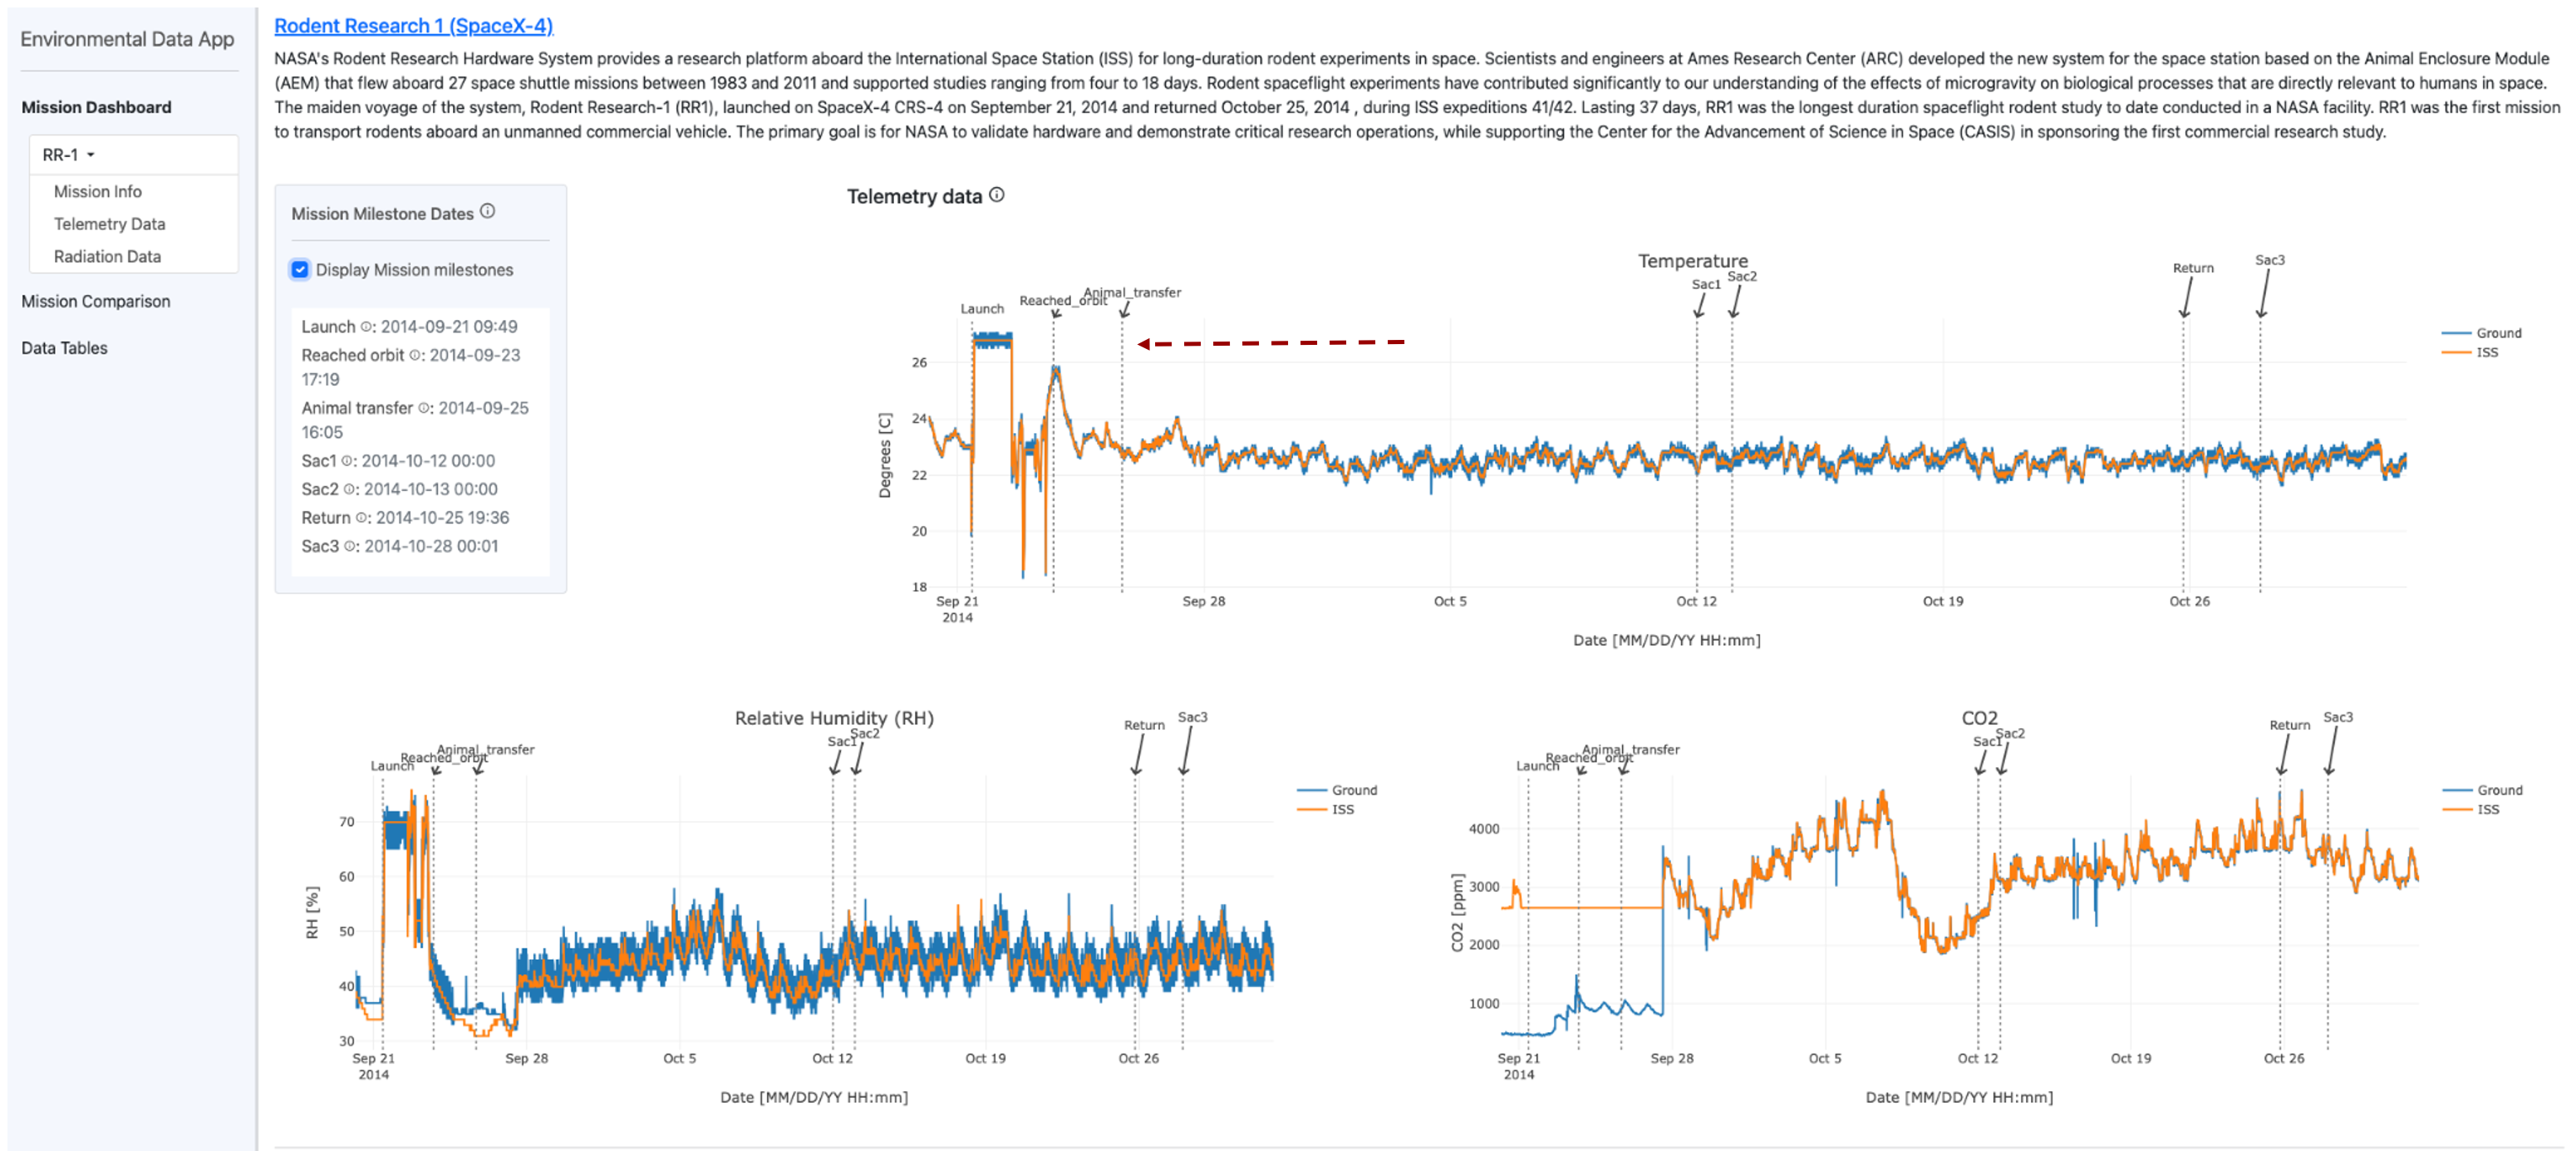 Environmental Data App
Mission Dashboard
RR-1
Mission Info
Telemetry Data
Radiation Data
Mission Comparison
Data Tables
Rodent Research 1 (SpaceX-4)
NASA's Rodent Research Hardware System provides a research platform aboard the International Space Station (ISS) for long-duration rodent experiments in space. Scientists and engineers at Ames Research Center (ARC) developed the new system for the space station based on the Animal Enclosure Module
(AEM) that flew aboard 27 space shuttle missions between 1983 and 2011 and supported studies ranging from four to 18 days. Rodent spaceflight experiments have contributed significantly to our understanding of the effects of microgravity on biological processes that are directly relevant to humans in space.
The maiden voyage of the system, Rodent Research-1 (RR1), launched on SpaceX-4 CRS-4 on September 21, 2014 and returned October 25, 2014 , during ISS expeditions 41/42. Lasting 37 days, RR1 was the longest duration spaceflight rodent study to date conducted in a NASA facility. RR1 was the first mission
to transport rodents aboard an unmanned commercial vehicle. The primary goal is for NASA to validate hardware and demonstrate critical research operations, while supporting the Center for the Advancement of Science in Space (CASIS) in sponsoring the first commercial research study.
Mission Milestone Dates
Display Mission milestones
Launch : 2014-09-21 09:49
Reached orbit : 2014-09-23
17:19
Animal transfer : 2014-09-25
16:05
Sac1 : 2014-10-12 00:00
Sac2 : 2014-10-13 00:00
Return : 2014-10-25 19:36
Sac3 : 2014-10-28 00:01
Telemetry data
Temperature
Launch
Reached_orbit
Animal_transfer
Sac1
Sac2
Return
Sac3
Ground
ISS
Degrees [C]
26
24
22
20
18
Sep 21
2014
Sep 28
Oct 5
Oct 12
Oct 19
Oct 26
Date [MM/DD/YY HH:mm]
Relative Humidity (RH)
Launch
Reached_orbit
Animal_transfer
Sac1
Sac2
Return
Sac3
Ground
ISS
RH [%]
70
60
50
40
30
Sep 21
2014
Sep 28
Oct 5
Oct 12
Oct 19
Oct 26
Date [MM/DD/YY HH:mm]
CO2
Launch
Reached_orbit
Animal_transfer
Sac1
Sac2
Return
Sac3
Ground
ISS
CO2 [ppm]
4000
3000
2000
1000
Sep 21
2014
Sep 28
Oct 5
Oct 12
Oct 19
Oct 26
Date [MM/DD/YY HH:mm]